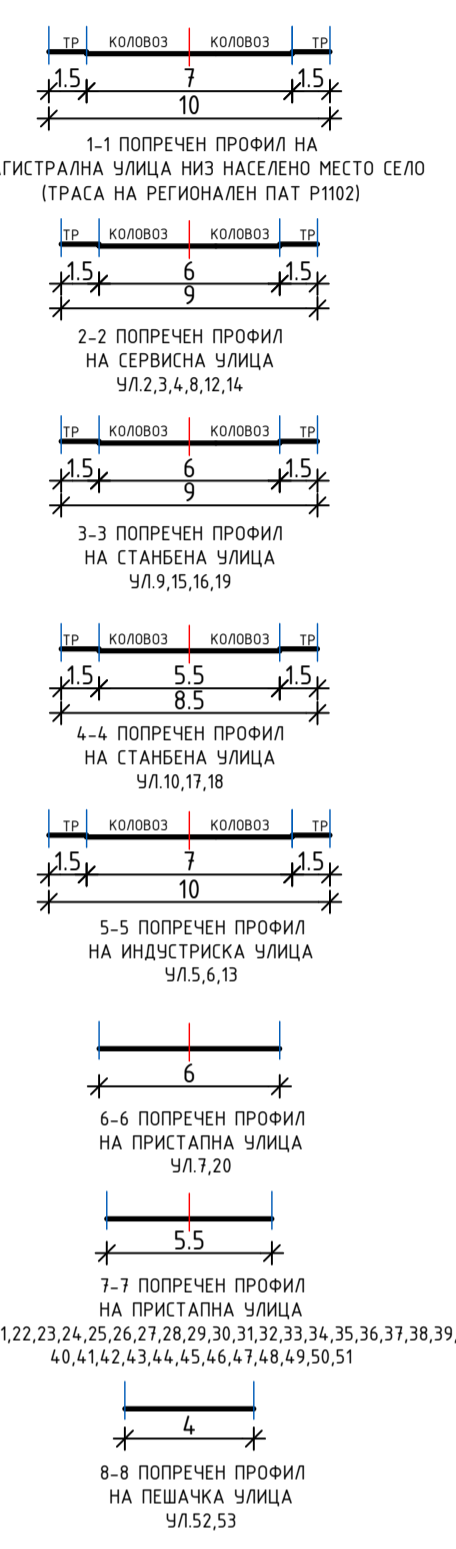 ТР КОЛОВОЗ КОЛОВОЗ ТР
1.5 7 1.5
10
1-1 ПОПРЕЧЕН ПРОФИЛ НА
УЛИЦА НИЗ НАСЕЛЕНО МЕСТО СЕЛО
(ТРАСА НА РЕГИОНАЛЕН ПАТ Р1102)
ТР КОЛОВОЗ КОЛОВОЗ ТР
1.5 6 1.5
9
2-2 ПОПРЕЧЕН ПРОФИЛ
НА СЕРВИСНА УЛИЦА
УЛ.2,3,4,8,12,14
ТР КОЛОВОЗ КОЛОВОЗ ТР
1.5 6 1.5
9
3-3 ПОПРЕЧЕН ПРОФИЛ
НА СТАНБЕНА УЛИЦА
УЛ.9,15,16,19
ТР КОЛОВОЗ КОЛОВОЗ ТР
1.5 5.5 1.5
8.5
4-4 ПОПРЕЧЕН ПРОФИЛ
НА СТАНБЕНА УЛИЦА
УЛ.10,17,18
ТР КОЛОВОЗ КОЛОВОЗ ТР
1.5 7 1.5
10
5-5 ПОПРЕЧЕН ПРОФИЛ
НА ИНДУСТРИСКА УЛИЦА
УЛ.5,6,13
6
6-6 ПОПРЕЧЕН ПРОФИЛ
НА ПРИСТАПНА УЛИЦА
УЛ.7,20
5.5
7-7 ПОПРЕЧЕН ПРОФИЛ
НА ПРИСТАПНА УЛИЦА
1,22,23,24,25,26,27,28,29,30,31,32,33,34,35,36,37,38,39,
40,41,42,43,44,45,46,47,48,49,50,51
4
8-8 ПОПРЕЧЕН ПРОФИЛ
НА ПЕШАЧКА УЛИЦА
УЛ.52,53